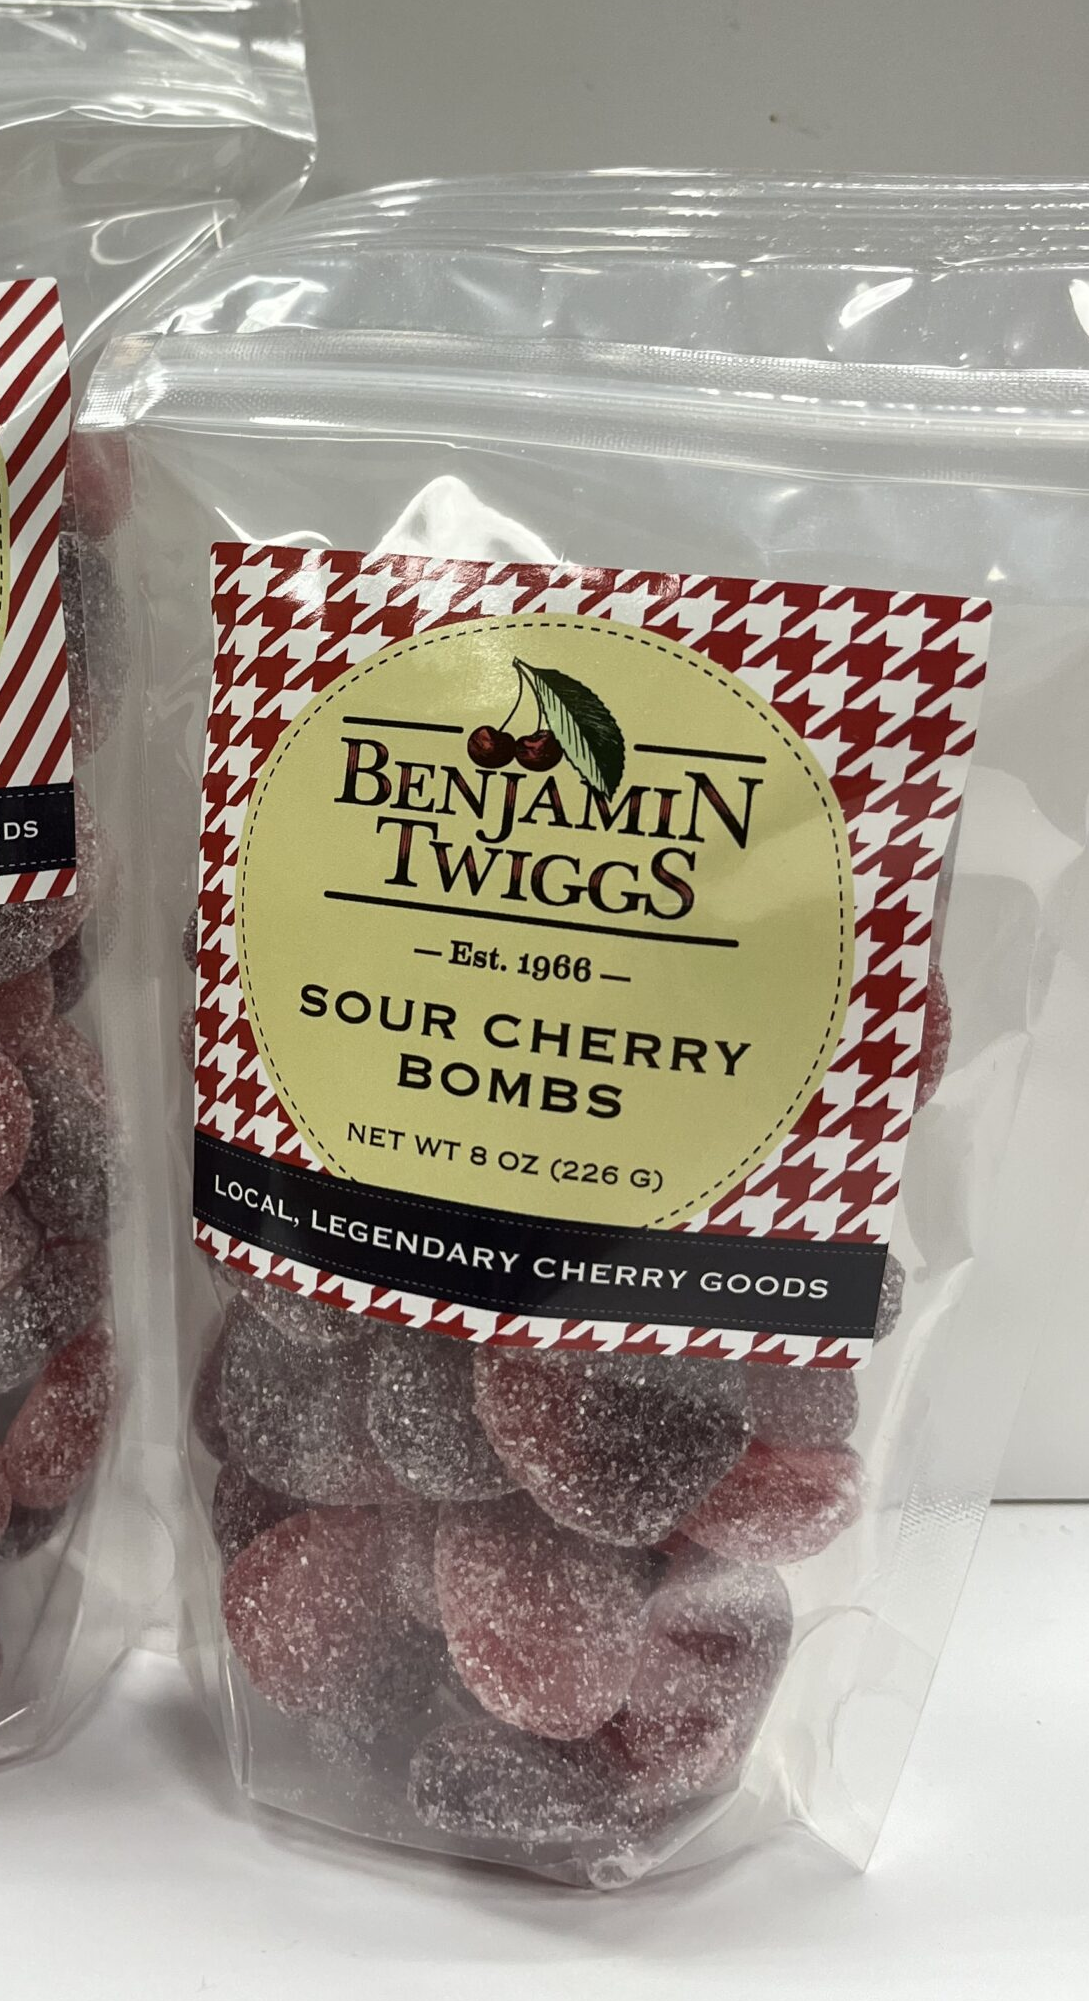 DS
BENJAMIN
TWIGGS
— Est. 1966 —
SOUR CHERRY
BOMBS
NET WT 8 OZ (226 G)
LOCAL, LEGENDARY CHERRY GOODS